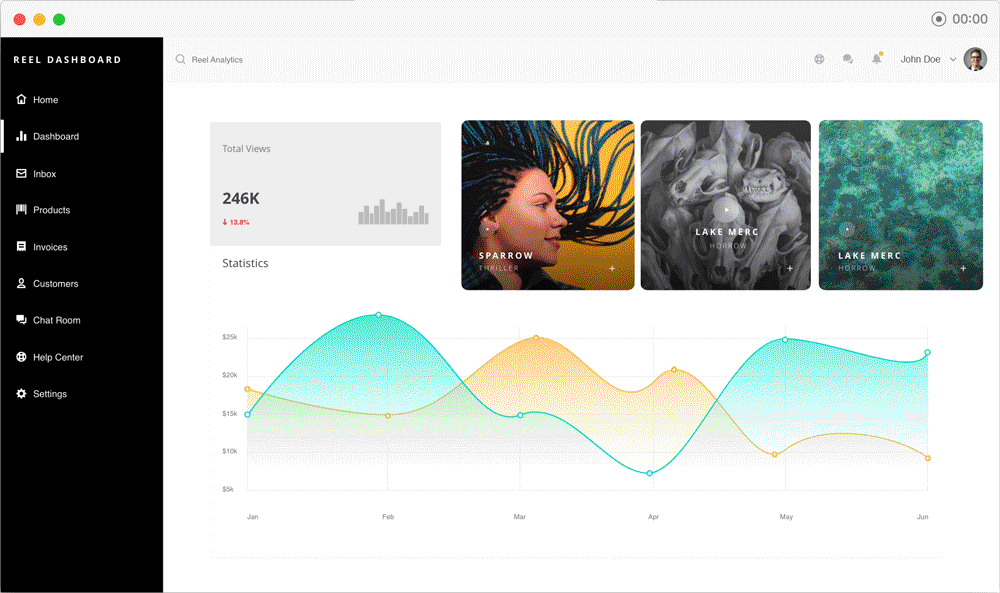 00:00
REEL DASHBOARD
Home
Dashboard
Inbox
Products
Invoices
Customers
Chat Room
Help Center
Settings
Reel Analytics
John Doe
Total Views
246K
13.8%
SPARROW
THRILLER
+
LAKE MERC
HORROW
+
LAKE MERC
HORROW
+
Statistics
$25k
$20k
$15k
$10k
$5k
Jan Feb Mar Apr May Jun